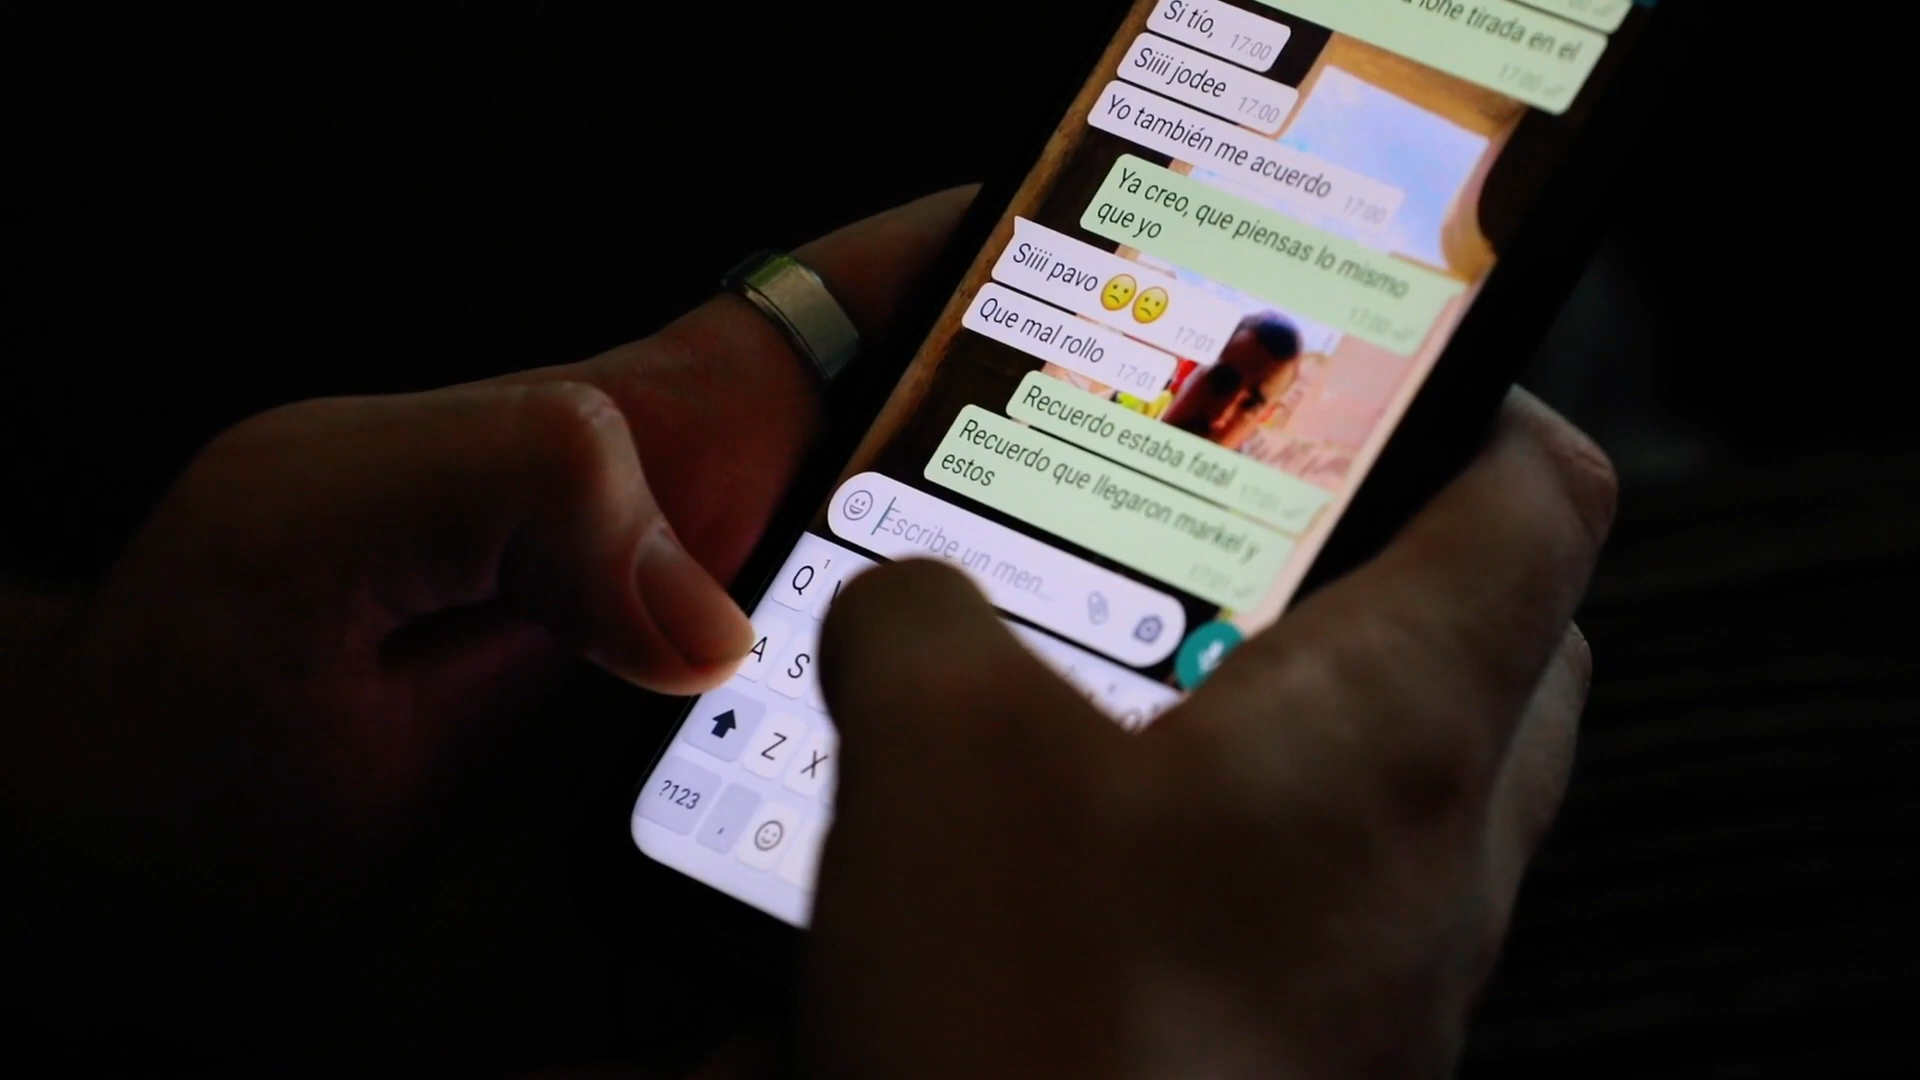 tirada en el
17:00
Si tío, 17:00
Siiii jodee 17:00
Yo también me acuerdo 17:00
Ya creo, que piensas lo mismo
que yo
17:00
Siiii pavo ☹️☹️ 17:01
Que mal rollo 17:01
Recuerdo estaba fatal 17:01
Recuerdo que llegaron markel y
estos
17:01
Escribe un men...
Q 1
A S
Z X
?123 ,